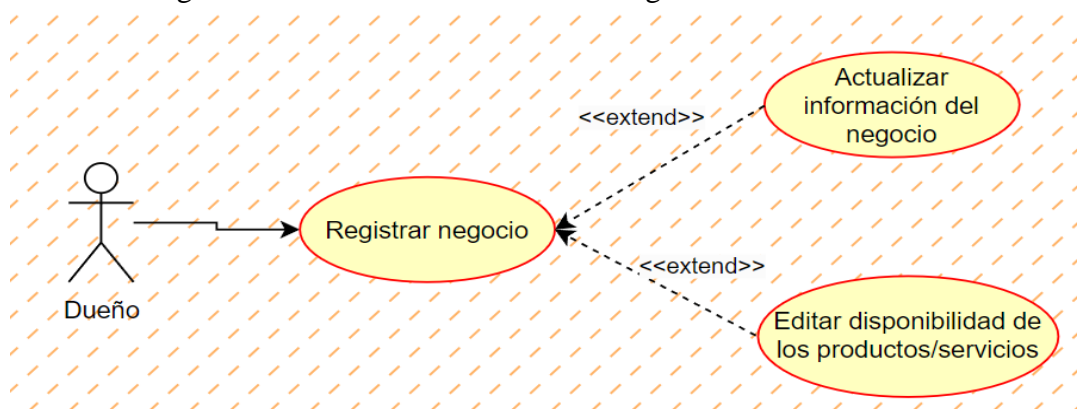 Actualizar
información del
negocio
<<extend>>
Registrar negocio
<<extend>>
Dueño
Editar disponibilidad de
los productos/servicios